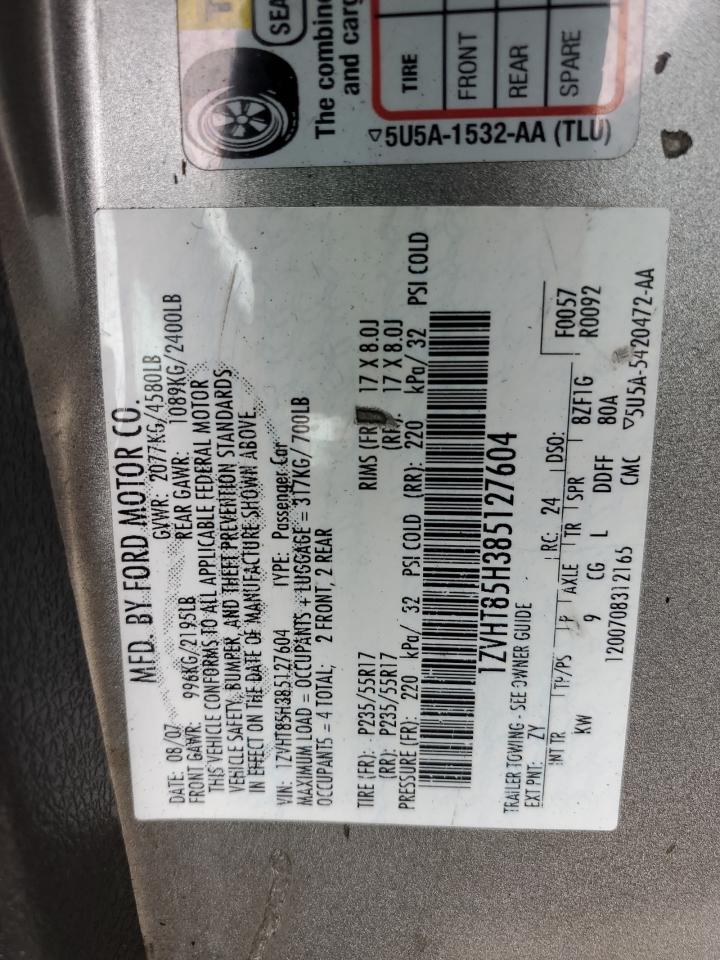 SEA
The combine
and carg
TIRE
FRONT
REAR
SPARE
5U5A-1532-AA (TLU)
MFD. BY FORD MOTOR CO.
DATE: 08/07 GVWR: 2077KG/4580LB
FRONT GAWR: 996KG/2195LB REAR GAWR: 1089KG/2400LB
THIS VEHICLE CONFORMS TO ALL APPLICABLE FEDERAL MOTOR
VEHICLE SAFETY, BUMPER, AND THEFT PREVENTION STANDARDS
IN EFFECT ON THE DATE OF MANUFACTURE SHOWN ABOVE.
VIN: 1ZVHT85H385127604 TYPE: Passenger Car
MAXIMUM LOAD = OCCUPANTS + LUGGAGE = 317KG/700LB
OCCUPANTS = 4 TOTAL; 2 FRONT, 2 REAR
TIRE (FR): P235/55R17 RIMS (FR): 17 X 8.0J
(RR): P235/55R17 (RR): 17 X 8.0J
PRESSURE (FR): 220 kPa/ 32 PSI COLD (RR): 220 kPa/ 32 PSI COLD
1ZVHT85H385127604
TRAILER TOWING - SEE OWNER GUIDE
EXT PNT: ZY RC: 24 DSO: F0057
R0092
INT TR TP/PS P AXLE TR SPR 8ZF1G
KW 9 CG L DDFF 80A
1200708312165 CMC 5U5A-5420472-AA